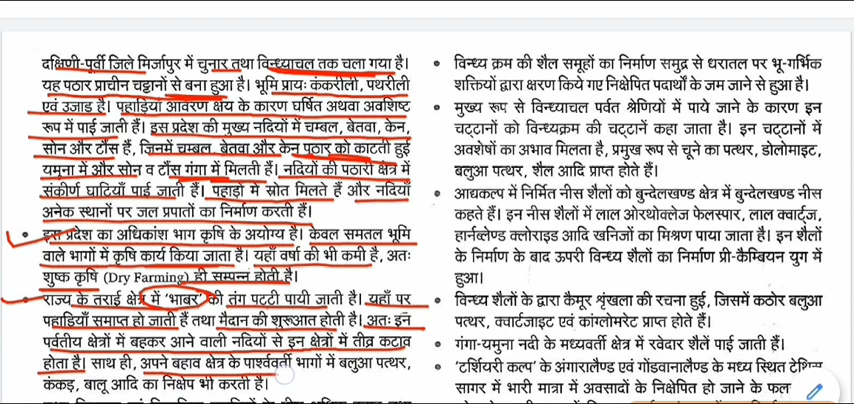 दक्षिणी-पूर्वी जिले मिर्जापुर में चुनार तथा विन्ध्याचल तक चला गया है।
यह पठार प्राचीन चट्टानों से बना हुआ है। भूमि प्रायः कंकरीली, पथरीली
एवं उजाड़ है। पहाड़ियां आवरण क्षय के कारण घर्षित अथवा अवशिष्ट
रूप में पाई जाती हैं। इस प्रदेश की मुख्य नदियों में चम्बल, बेतवा, केन,
सोन और टौंस हैं, जिनमें चम्बल, बेतवा और केन पठार को काटती हुई
यमुना में और सोन व टौंस गंगा में मिलती हैं। नदियों की पठारी क्षेत्र में
संकीर्ण घाटियाँ पाई जाती हैं। पहाड़ों में स्रोत मिलते हैं और नदियाँ
अनेक स्थानों पर जल प्रपातों का निर्माण करती हैं।
इस प्रदेश का अधिकांश भाग कृषि के अयोग्य है। केवल समतल भूमि
वाले भागों में कृषि कार्य किया जाता है। यहाँ वर्षा की भी कमी है, अतः
शुष्क कृषि (Dry Farming) ही सम्पन्न होती है।
राज्य के तराई क्षेत्र में 'भाबर' की तंग पट्टी पायी जाती है। यहाँ पर
पहाड़ियाँ समाप्त हो जाती हैं तथा मैदान की शुरूआत होती है। अतः इन
पर्वतीय क्षेत्रों में बहकर आने वाली नदियों से इन क्षेत्रों में तीव्र कटाव
होता है। साथ ही, अपने बहाव क्षेत्र के पार्श्ववर्ती भागों में बलुआ पत्थर,
कंकड़, बालू आदि का निक्षेप भी करती है।
• विन्ध्य क्रम की शैल समूहों का निर्माण समुद्र से धरातल पर भू-गर्भिक
शक्तियों द्वारा क्षरण किये गए निक्षेपित पदार्थों के जम जाने से हुआ है।
• मुख्य रूप से विन्ध्याचल पर्वत श्रेणियों में पाये जाने के कारण इन
चट्टानों को विन्ध्यक्रम की चट्टानें कहा जाता है। इन चट्टानों में
अवशेषों का अभाव मिलता है, प्रमुख रूप से चूने का पत्थर, डोलोमाइट,
बलुआ पत्थर, शैल आदि प्राप्त होते हैं।
• आद्यकल्प में निर्मित नीस शैलों को बुन्देलखण्ड क्षेत्र में बुन्देलखण्ड नीस
कहते हैं। इन नीस शैलों में लाल ओरथोक्लेज फेलस्पार, लाल क्वार्ट्ज,
हार्नब्लेण्ड क्लोराइड आदि खनिजों का मिश्रण पाया जाता है। इन शैलों
के निर्माण के बाद ऊपरी विन्ध्य शैलों का निर्माण प्री-कैम्बियन युग में
हुआ।
• विन्ध्य शैलों के द्वारा कैमूर श्रृंखला की रचना हुई, जिसमें कठोर बलुआ
पत्थर, क्वार्टजाइट एवं कांग्लोमरेट प्राप्त होते हैं।
• गंगा-यमुना नदी के मध्यवर्ती क्षेत्र में रवेदार शैलें पाई जाती हैं।
• 'टर्शियरी कल्प' के अंगारालैण्ड एवं गोंडवानालैण्ड के मध्य स्थित
सागर में भारी मात्रा में अवसादों के निक्षेपित हो जाने के फल